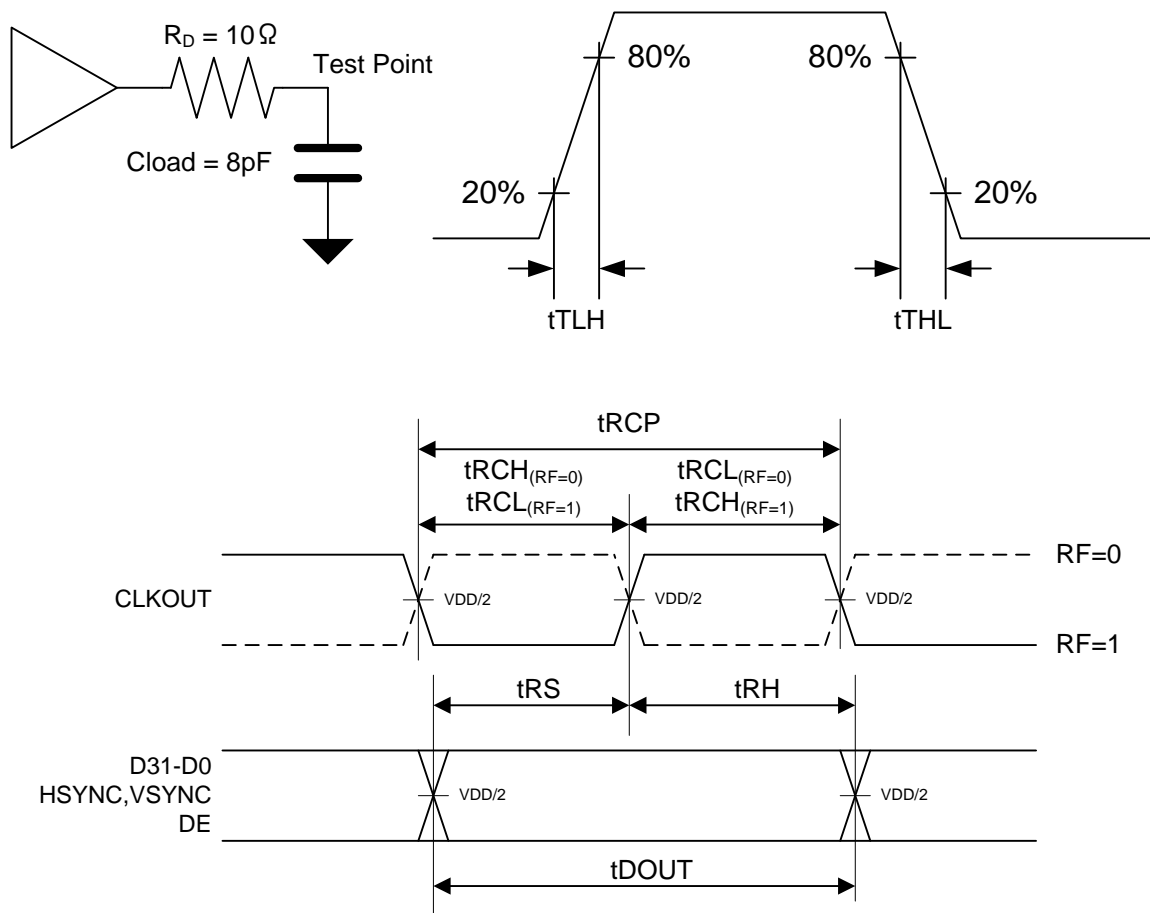 R_D = 10Ω
Test Point
Cload = 8pF
80% 80%
20% 20%
tTLH tTHL
tRCP
tRCH(RF=0) tRCL(RF=0)
tRCL(RF=1) tRCH(RF=1)
RF=0
CLKOUT VDD/2 VDD/2 VDD/2
RF=1
tRS tRH
D31-D0
HSYNC,VSYNC VDD/2 VDD/2
DE
tDOUT